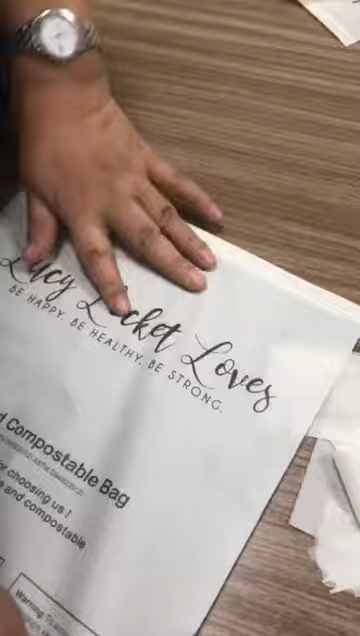 Lucy Locket Loves
BE HAPPY. BE HEALTHY. BE STRONG.
d Compostable Bag
or choosing us !
e and compostable
Warning: